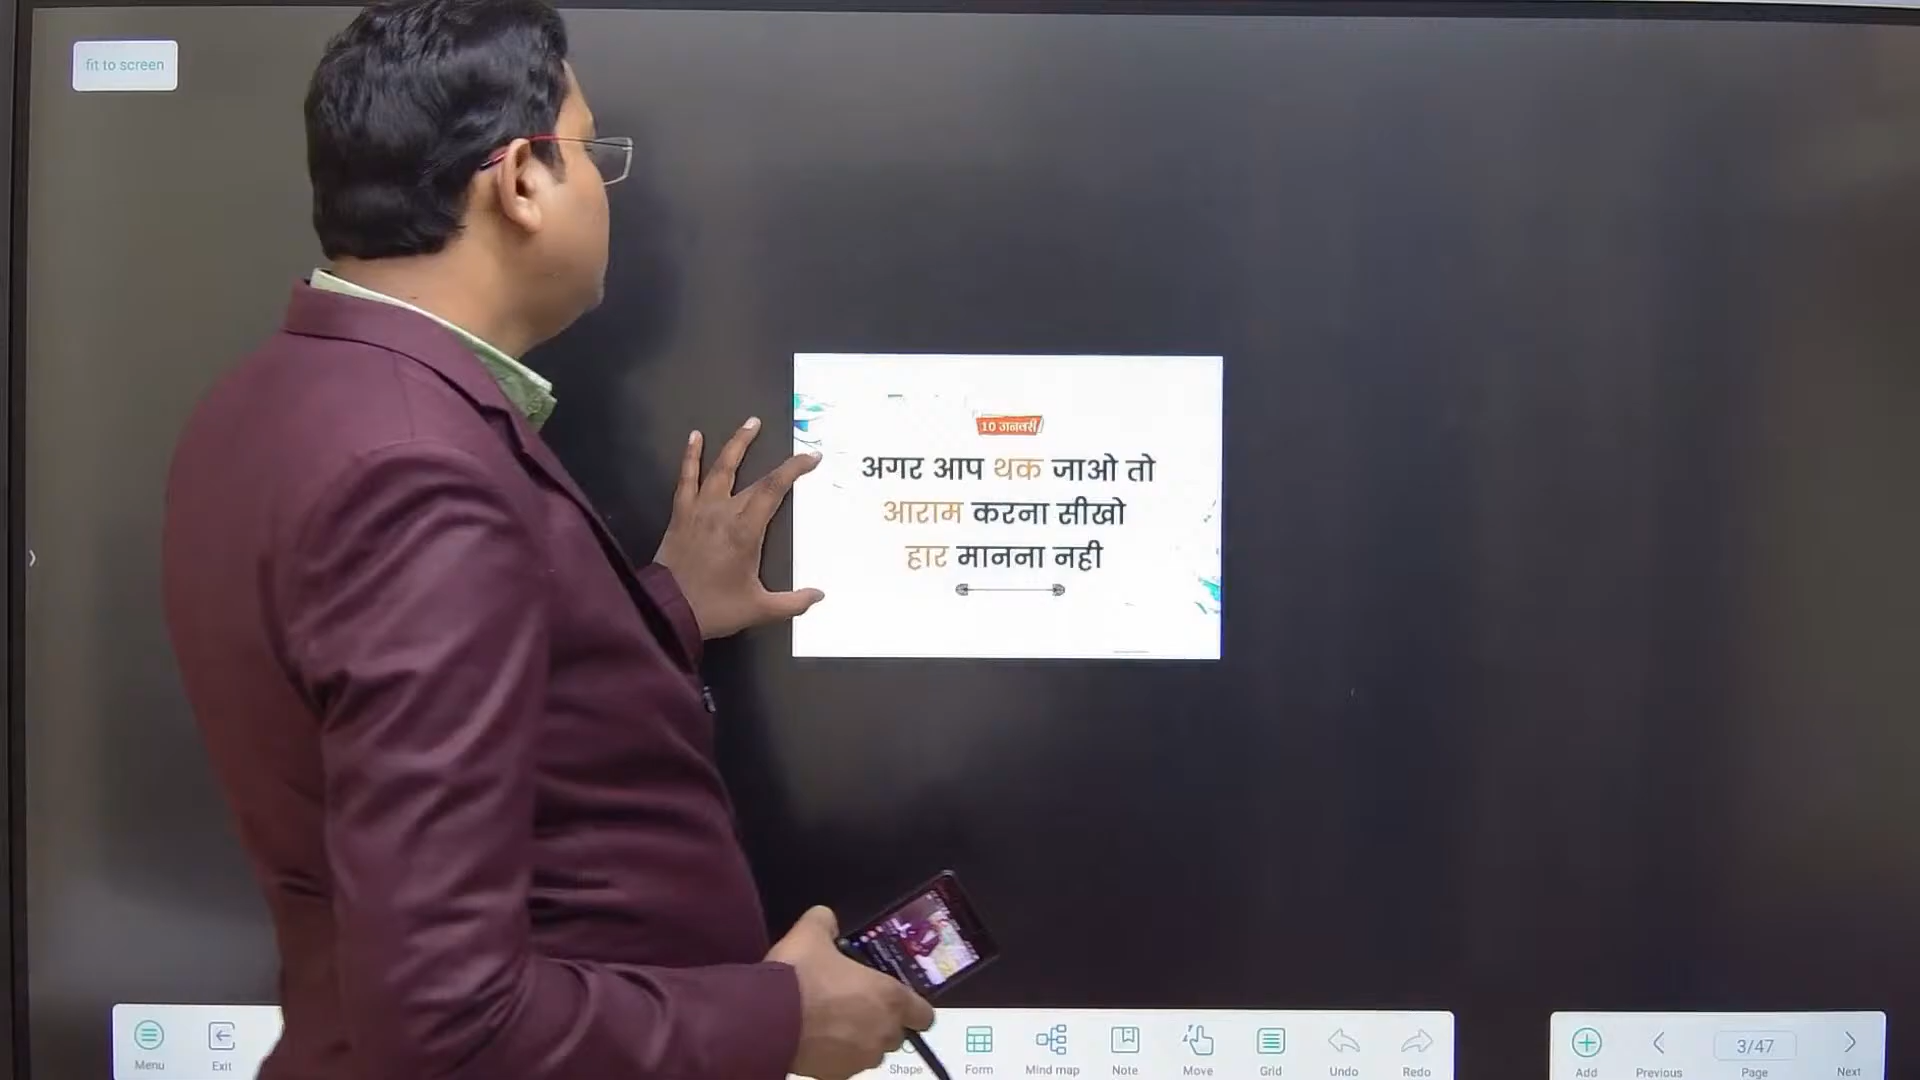 fit to screen
10 जनवरी
अगर आप थक जाओ तो
आराम करना सीखो
हार मानना नही
Menu
Exit
Shape
Form
Mind map
Note
Move
Grid
Undo
Redo
Add
Previous
3/47
Page
Next